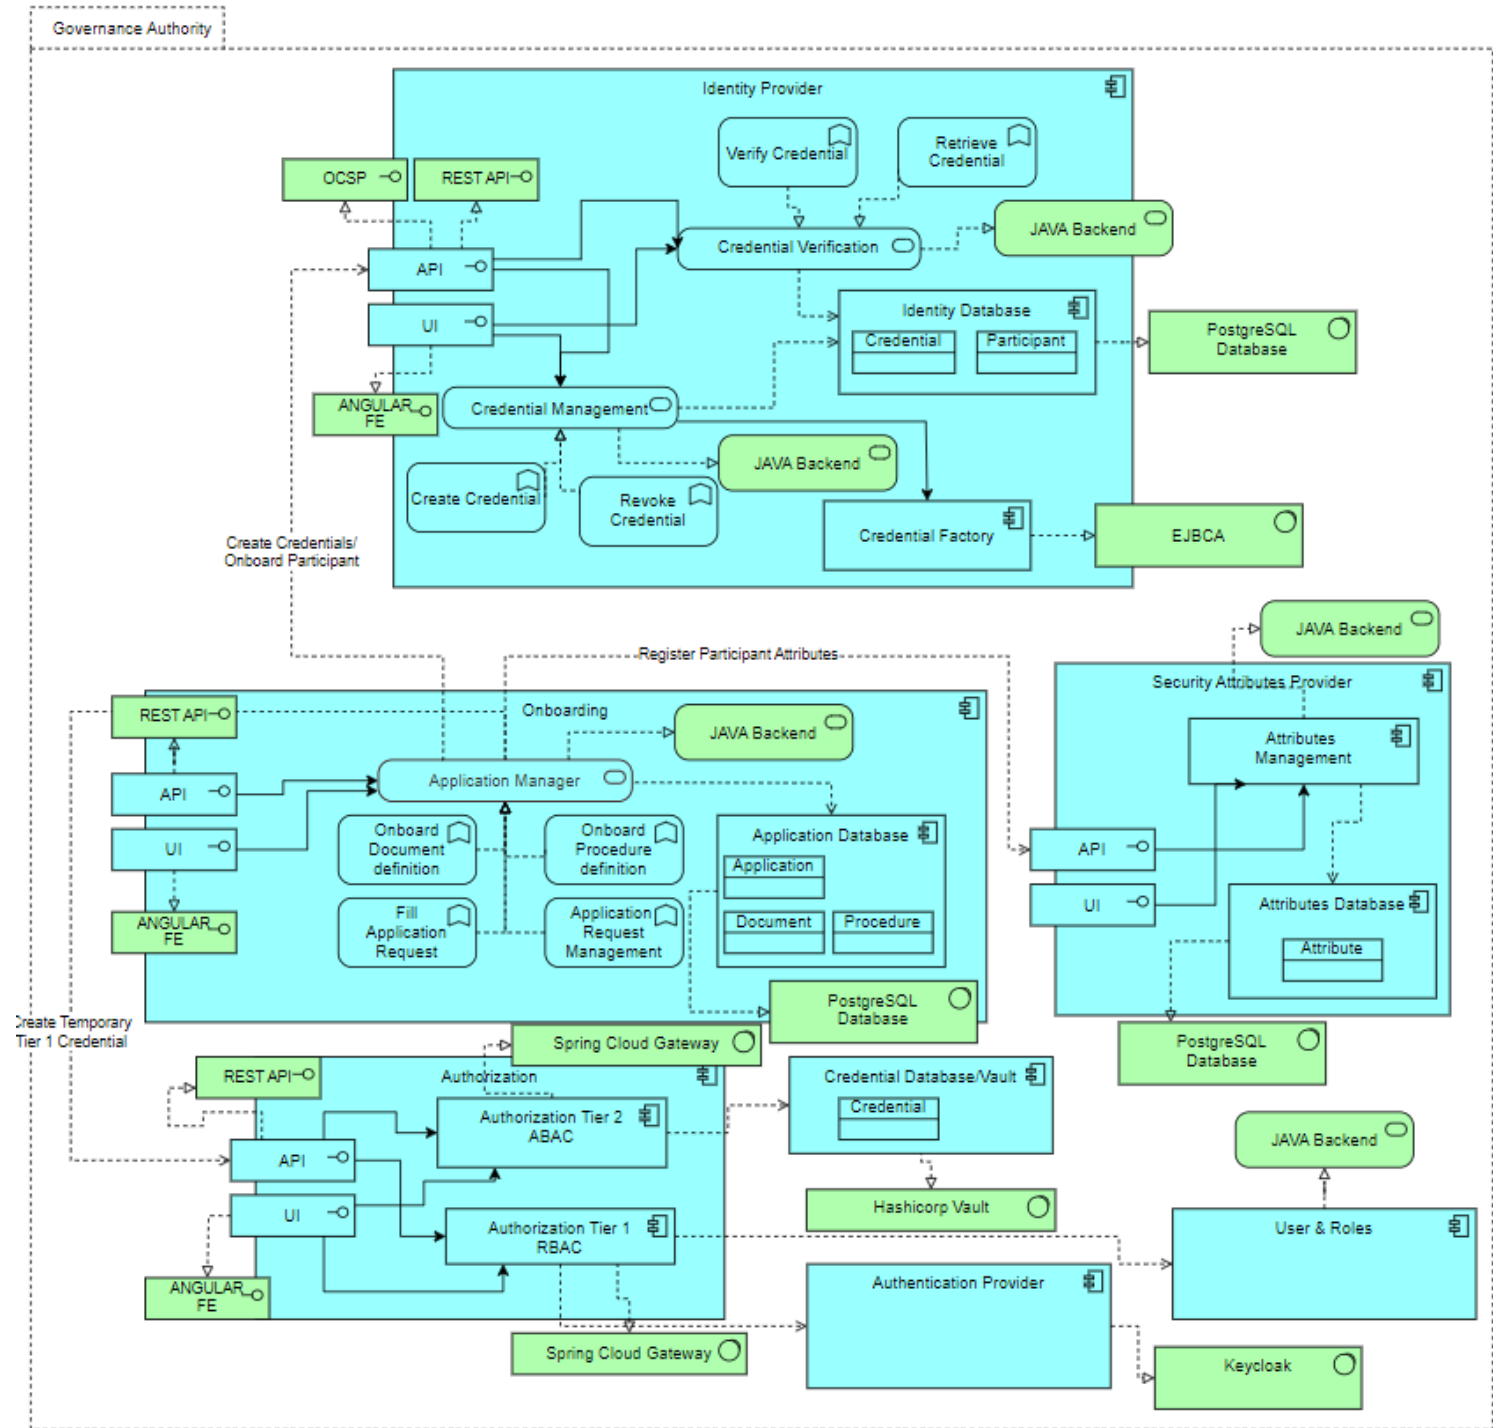 Governance Authority
Identity Provider
Verify Credential
Retrieve
Credential
OCSP
REST API
JAVA Backend
Credential Verification
API
UI
Identity Database
Credential
Participant
PostgreSQL
Database
ANGULAR
FE
Credential Management
JAVA Backend
Create Credential
Revoke
Credential
Credential Factory
EJBCA
Create Credentials/
Onboard Participant
JAVA Backend
Register Participant Attributes
Security Attributes Provider
REST API
Onboarding
JAVA Backend
Attributes
Management
Application Manager
API
UI
Onboard
Document
definition
Onboard
Procedure
definition
Application Database
Application
Document
Procedure
API
UI
Attributes Database
Attribute
ANGULAR
FE
Fill
Application
Request
Application
Request
Management
PostgreSQL
Database
Create Temporary
Tier 1 Credential
Spring Cloud Gateway
PostgreSQL
Database
REST API
Authorization
Credential Database/Vault
Credential
Authorization Tier 2
ABAC
JAVA Backend
API
UI
Hashicorp Vault
Authorization Tier 1
RBAC
User & Roles
ANGULAR
FE
Authentication Provider
Spring Cloud Gateway
Keycloak